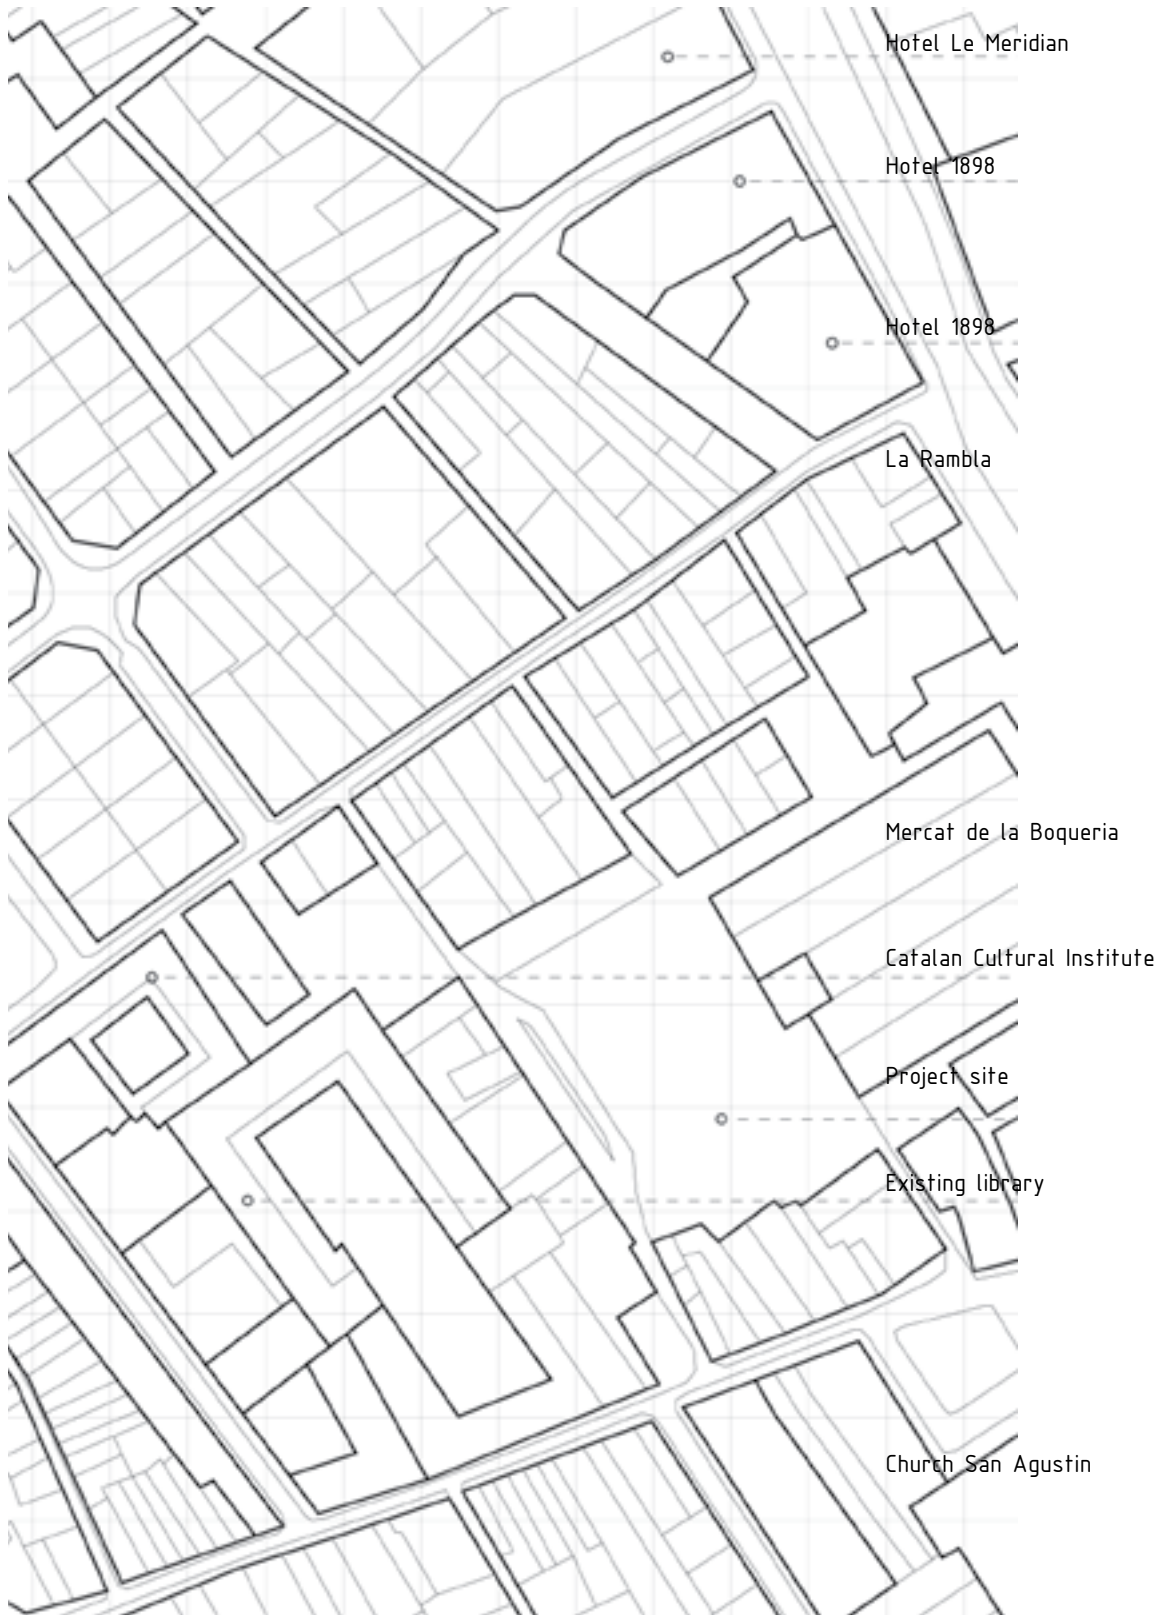 Hotel Le Meridian
Hotel 1898
Hotel 1898
La Rambla
Mercat de la Boqueria
Catalan Cultural Institute
Project site
Existing library
Church San Agustin